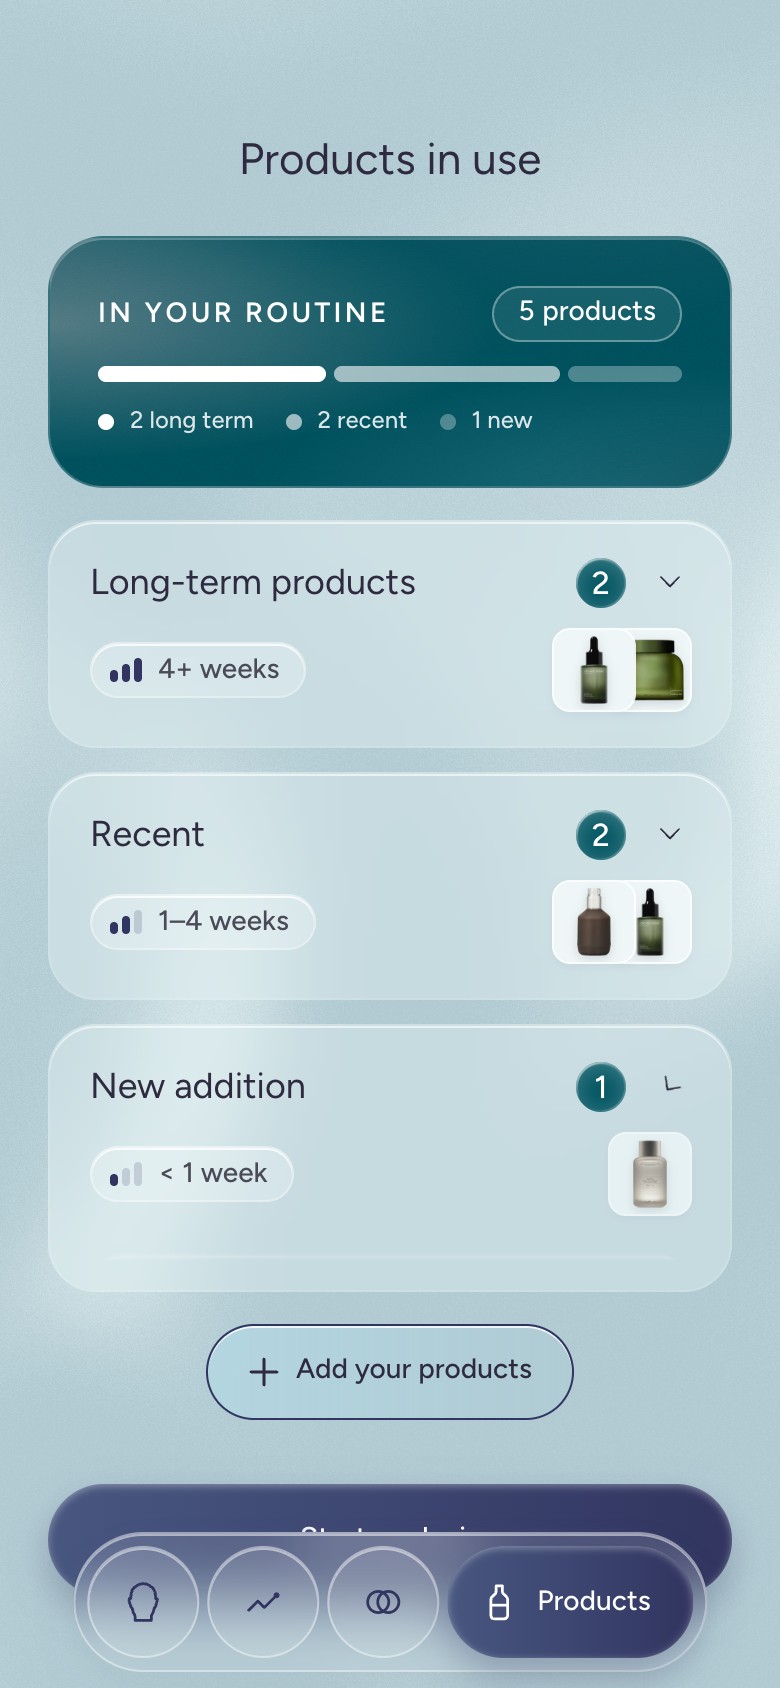 Products in use
IN YOUR ROUTINE
5 products
2 long term
2 recent
1 new
Long-term products
2
4+ weeks
Recent
2
1–4 weeks
New addition
1
< 1 week
Add your products
Products